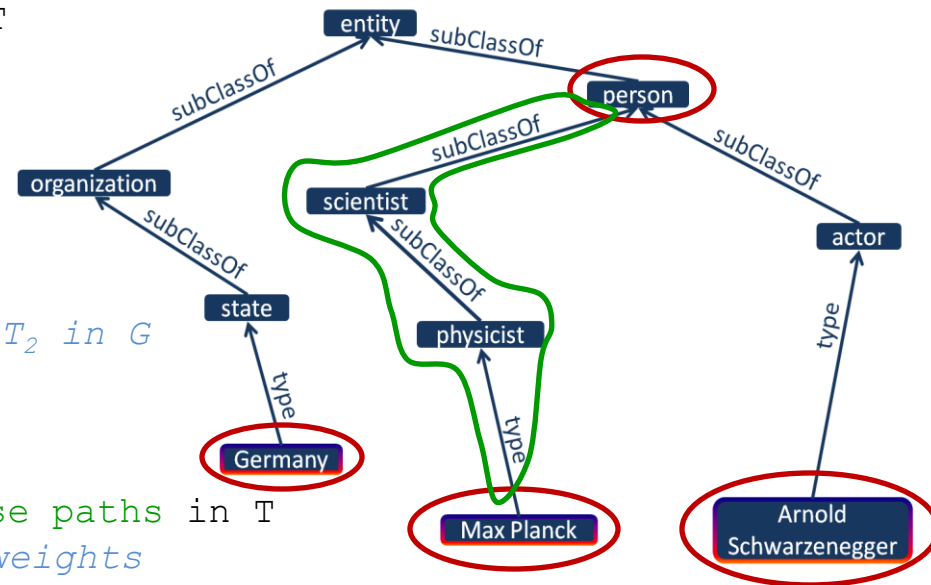 T
entity
subClassOf
subClassOf
person
subClassOf
subClassOf
organization
scientist
actor
subClassOf
subClassOf
state
T₂ in G
physicist
type
type
type
Germany
se paths in T
Max Planck
Arnold
Schwarzenegger
weights